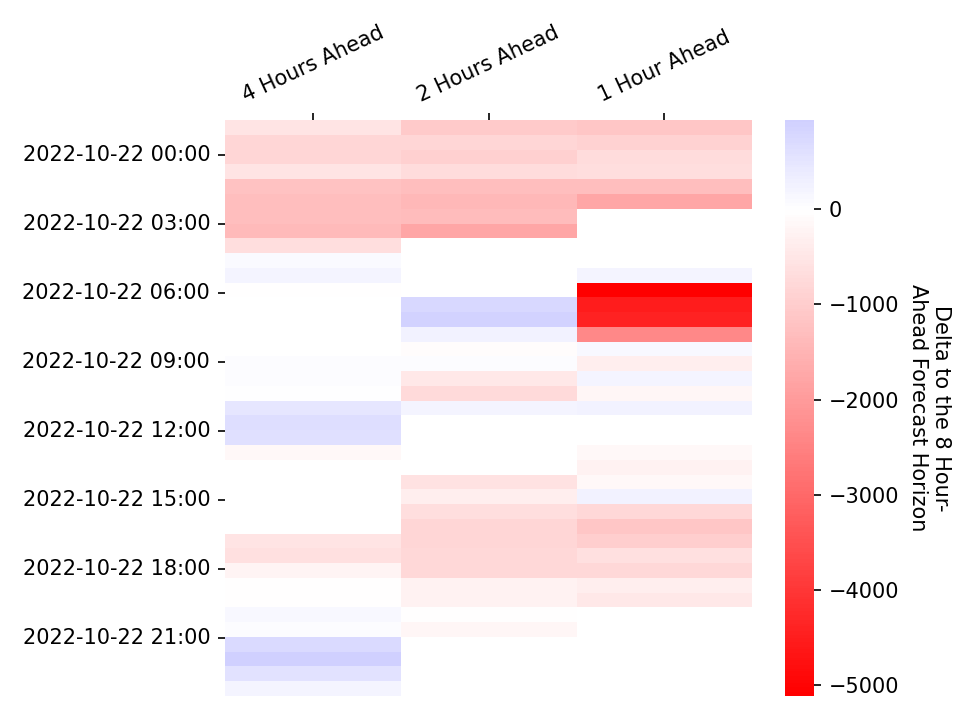 4 Hours Ahead
2 Hours Ahead
1 Hour Ahead
2022-10-22 00:00
2022-10-22 03:00
2022-10-22 06:00
2022-10-22 09:00
2022-10-22 12:00
2022-10-22 15:00
2022-10-22 18:00
2022-10-22 21:00
0
−1000
−2000
−3000
−4000
−5000
Delta to the 8 Hour-
Ahead Forecast Horizon